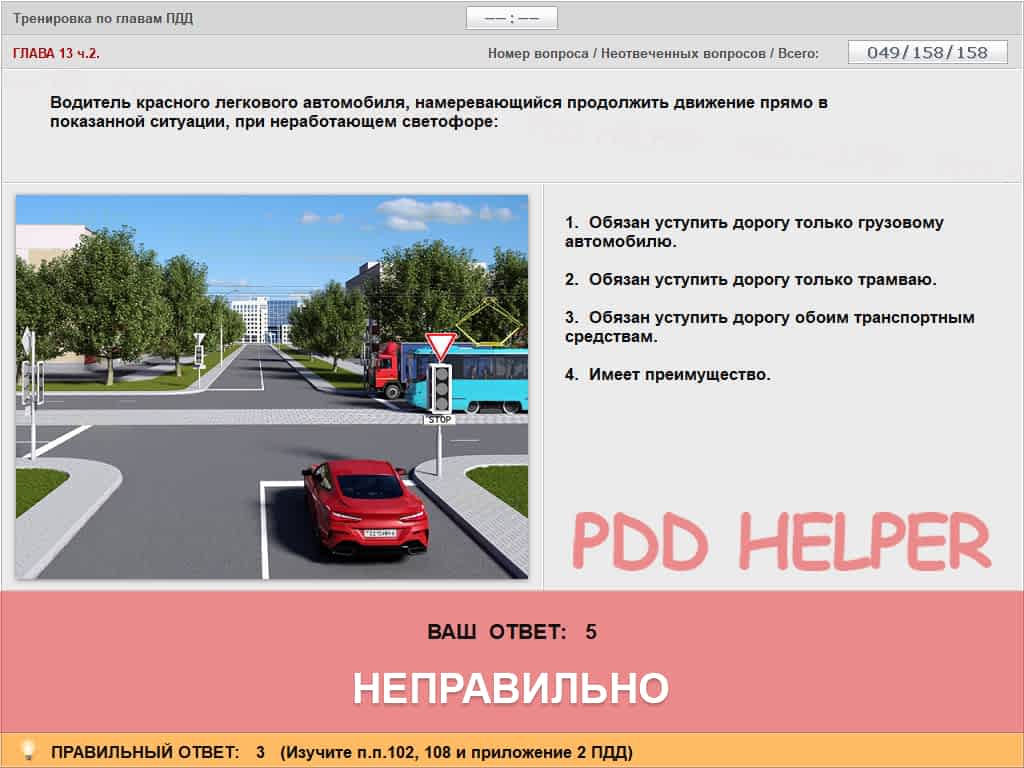 Тренировка по главам ПДД
—— : ——
ГЛАВА 13 ч.2.
Номер вопроса / Неотвеченных вопросов / Всего:
049/158/158
Водитель красного легкового автомобиля, намеревающийся продолжить движение прямо в
показанной ситуации, при неработающем светофоре:
1. Обязан уступить дорогу только грузовому
автомобилю.
2. Обязан уступить дорогу только трамваю.
3. Обязан уступить дорогу обоим транспортным
средствам.
4. Имеет преимущество.
STOP
PDD HELPER
ВАШ ОТВЕТ: 5
НЕПРАВИЛЬНО
ПРАВИЛЬНЫЙ ОТВЕТ: 3 (Изучите п.п.102, 108 и приложение 2 ПДД)